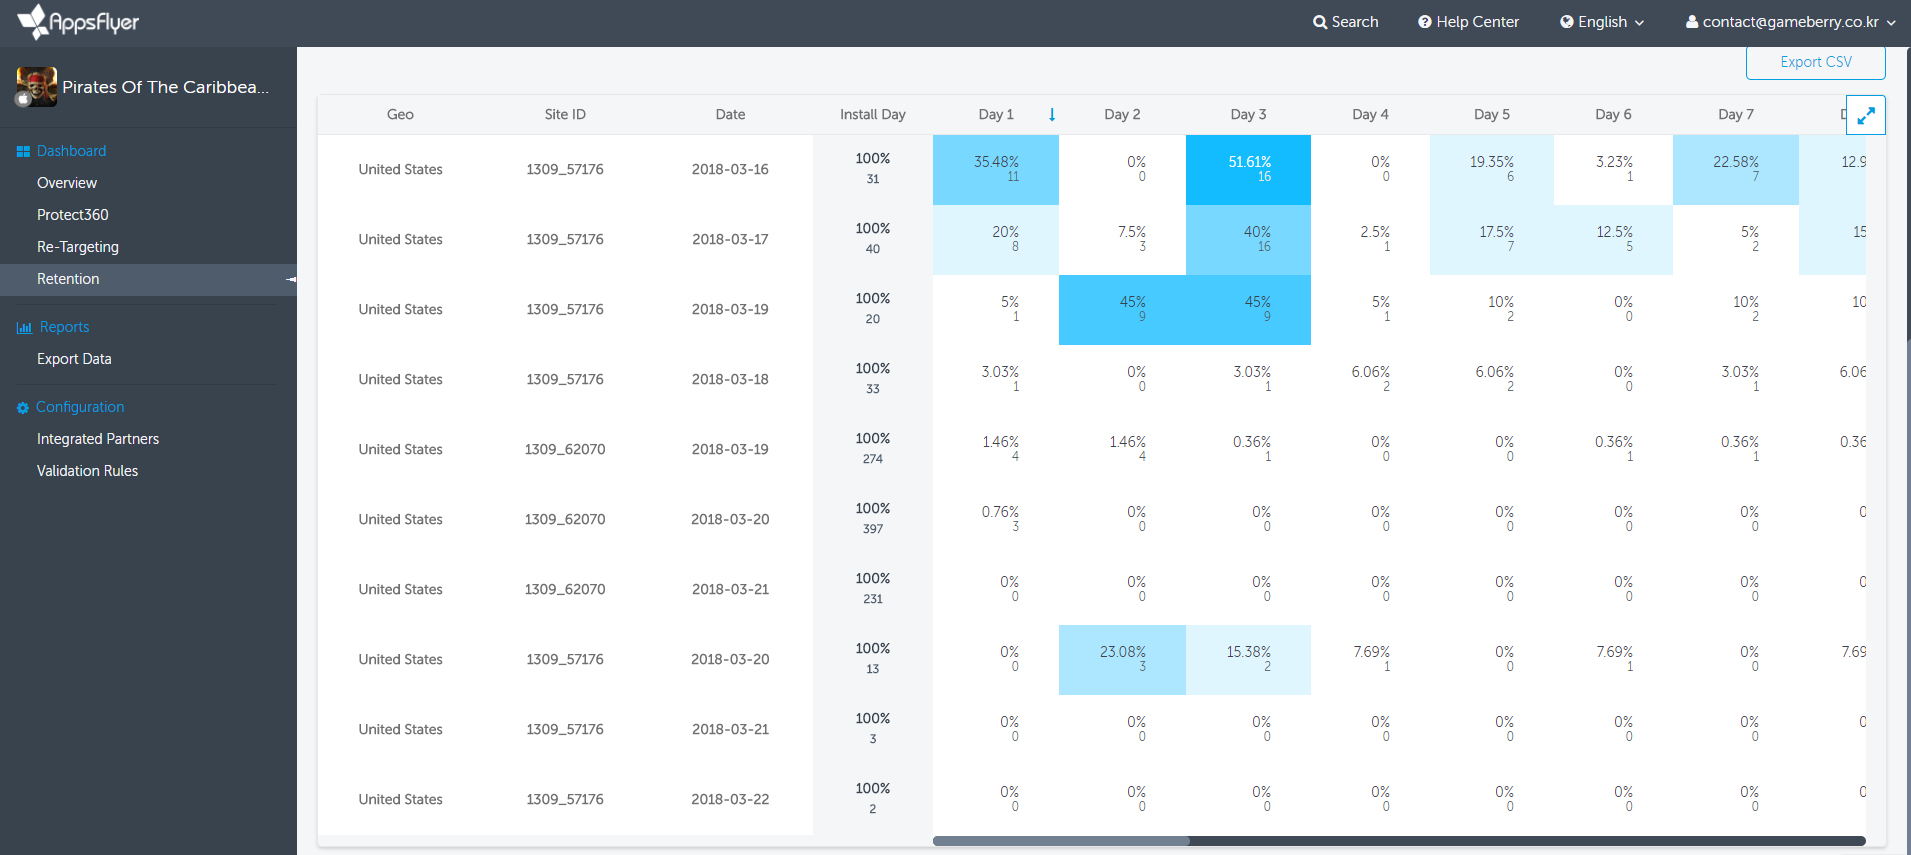 AppsFlyer
Search Help Center English contact@gameberry.co.kr
Pirates Of The Caribbea...
Dashboard
Overview
Protect360
Re-Targeting
Retention
Reports
Export Data
Configuration
Integrated Partners
Validation Rules
Export CSV
Geo Site ID Date Install Day Day 1 Day 2 Day 3 Day 4 Day 5 Day 6 Day 7
United States 1309_57176 2018-03-16 100% 35.48% 0% 51.61% 0% 19.35% 3.23% 22.58% 12.9
31 11 0 16 0 6 1 7
United States 1309_57176 2018-03-17 100% 20% 7.5% 40% 2.5% 17.5% 12.5% 5% 15
40 8 3 16 1 7 5 2
United States 1309_57176 2018-03-19 100% 5% 45% 45% 5% 10% 0% 10% 10
20 1 9 9 1 2 0 2
United States 1309_57176 2018-03-18 100% 3.03% 0% 3.03% 6.06% 6.06% 0% 3.03% 6.06
33 1 0 1 2 2 0 1
United States 1309_62070 2018-03-19 100% 1.46% 1.46% 0.36% 0% 0% 0.36% 0.36% 0.36
274 4 4 1 0 0 1 1
United States 1309_62070 2018-03-20 100% 0.76% 0% 0% 0% 0% 0% 0% 0
397 3 0 0 0 0 0 0
United States 1309_62070 2018-03-21 100% 0% 0% 0% 0% 0% 0% 0% 0
231 0 0 0 0 0 0 0
United States 1309_57176 2018-03-20 100% 0% 23.08% 15.38% 7.69% 0% 7.69% 0% 7.69
13 0 3 2 1 0 1 0
United States 1309_57176 2018-03-21 100% 0% 0% 0% 0% 0% 0% 0% 0
3 0 0 0 0 0 0 0
United States 1309_57176 2018-03-22 100% 0% 0% 0% 0% 0% 0% 0% 0
2 0 0 0 0 0 0 0